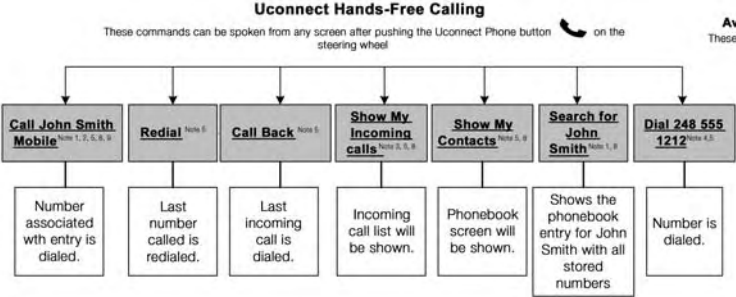 Uconnect Hands-Free Calling
These commands can be spoken from any screen after pushing the Uconnect Phone button on the
steering wheel
Av
These
Call John Smith
Mobile Note 1, 2, 5, 8, 9
Redial Note 5
Call Back Note 5
Show My
Incoming
calls Note 3, 5, 8
Show My
Contacts Note 5, 8
Search for
John
Smith Note 1, 8
Dial 248 555
1212 Note 4,5
Number
associated
wth entry is
dialed.
Last
number
called is
redialed.
Last
incoming
call is
dialed.
Incoming
call list will
be shown.
Phonebook
screen will
be shown.
Shows the
phonebook
entry for John
Smith with all
stored
numbers
Number is
dialed.